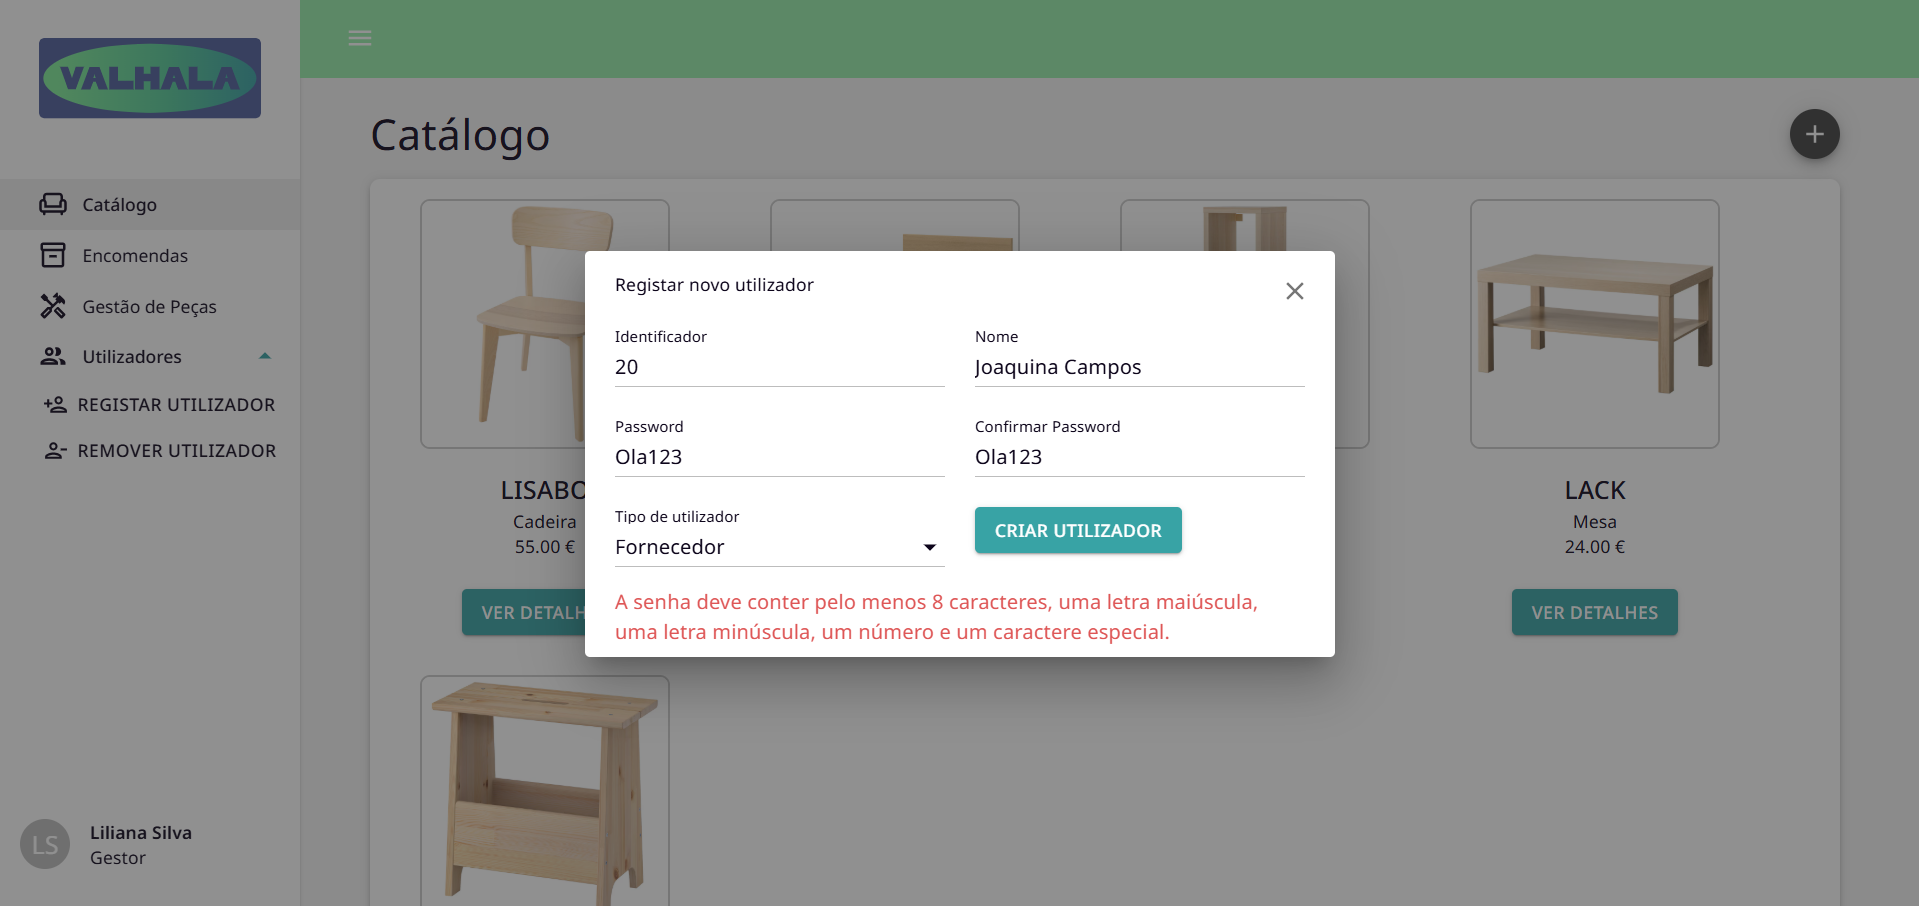 VALHALA
Catálogo
Encomendas
Gestão de Peças
Utilizadores
REGISTAR UTILIZADOR
REMOVER UTILIZADOR
LS
Liliana Silva
Gestor
Catálogo
Registar novo utilizador
Identificador
20
Nome
Joaquina Campos
Password
Ola123
Confirmar Password
Ola123
Tipo de utilizador
Fornecedor
CRIAR UTILIZADOR
A senha deve conter pelo menos 8 caracteres, uma letra maiúscula,
uma letra minúscula, um número e um caractere especial.
Cadeira
55.00 €
VER
LACK
Mesa
24.00 €
VER DETALHES